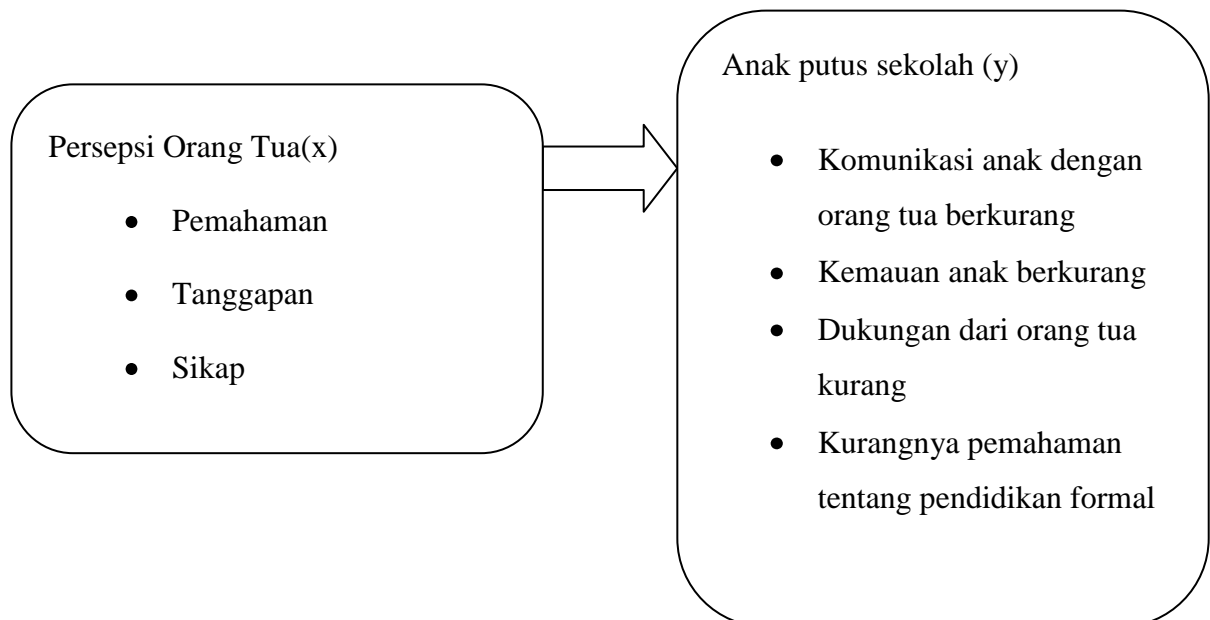 Persepsi Orang Tua(x)
• Pemahaman
• Tanggapan
• Sikap
Anak putus sekolah (y)
• Komunikasi anak dengan
orang tua berkurang
• Kemauan anak berkurang
• Dukungan dari orang tua
kurang
• Kurangnya pemahaman
tentang pendidikan formal